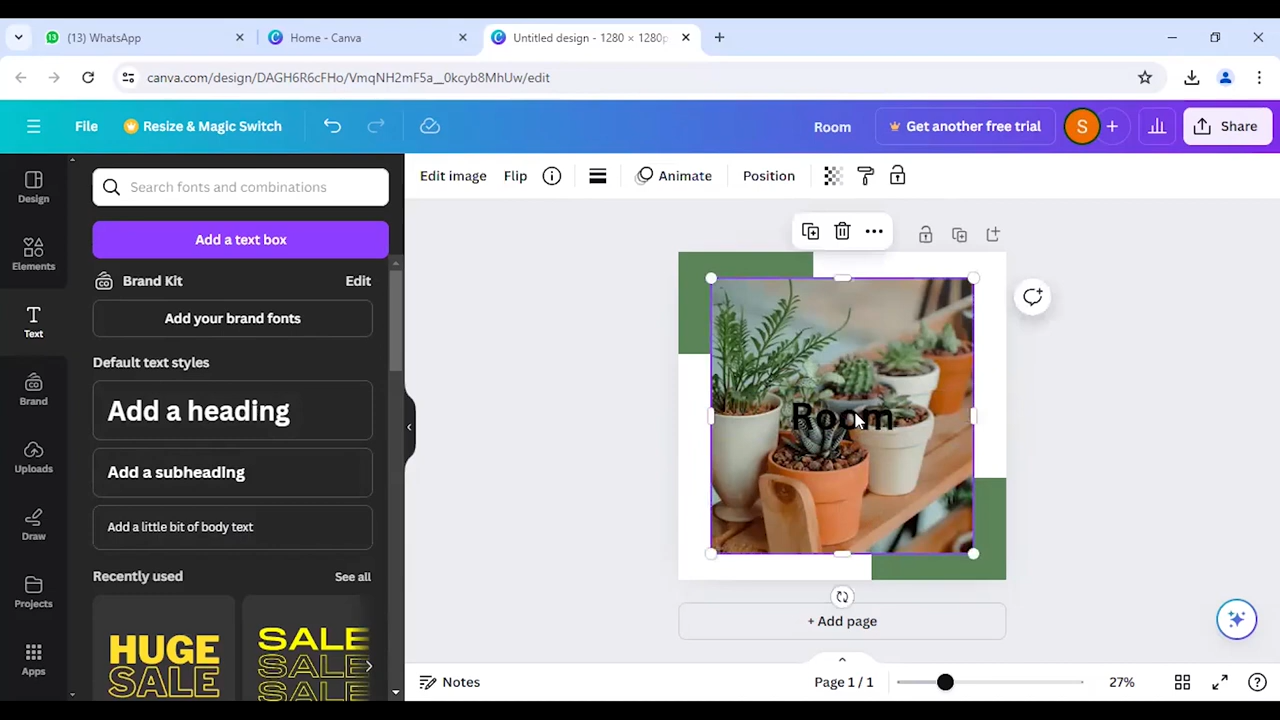 (13) WhatsApp
Home - Canva
Untitled design - 1280 × 1280p
canva.com/design/DAGH6R6cFHo/VmqNH2mF5a__0kcyb8MhUw/edit
File
Resize & Magic Switch
Room
Get another free trial
S
Share
Design
Elements
Text
Brand
Uploads
Draw
Projects
Apps
Search fonts and combinations
Add a text box
Brand Kit
Edit
Add your brand fonts
Default text styles
Add a heading
Add a subheading
Add a little bit of body text
Recently used
See all
HUGE
SALE
SALE
SALE
SALE
Edit image
Flip
Animate
Position
Room
+ Add page
Notes
Page 1 / 1
27%